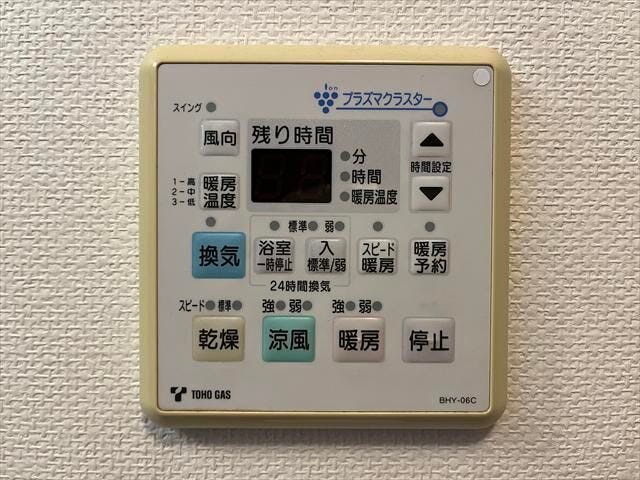 ion
プラズマクラスター
スイング
風向
残り時間
分
時間
暖房温度
時間設定
1－高
2－中
3－低
暖房
温度
換気
標準 弱
浴室
一時停止
入
標準/弱
24時間換気
スピード
暖房
暖房
予約
スピード 標準
乾燥
強 弱
涼風
強 弱
暖房
停止
TOHO GAS
BHY-06C